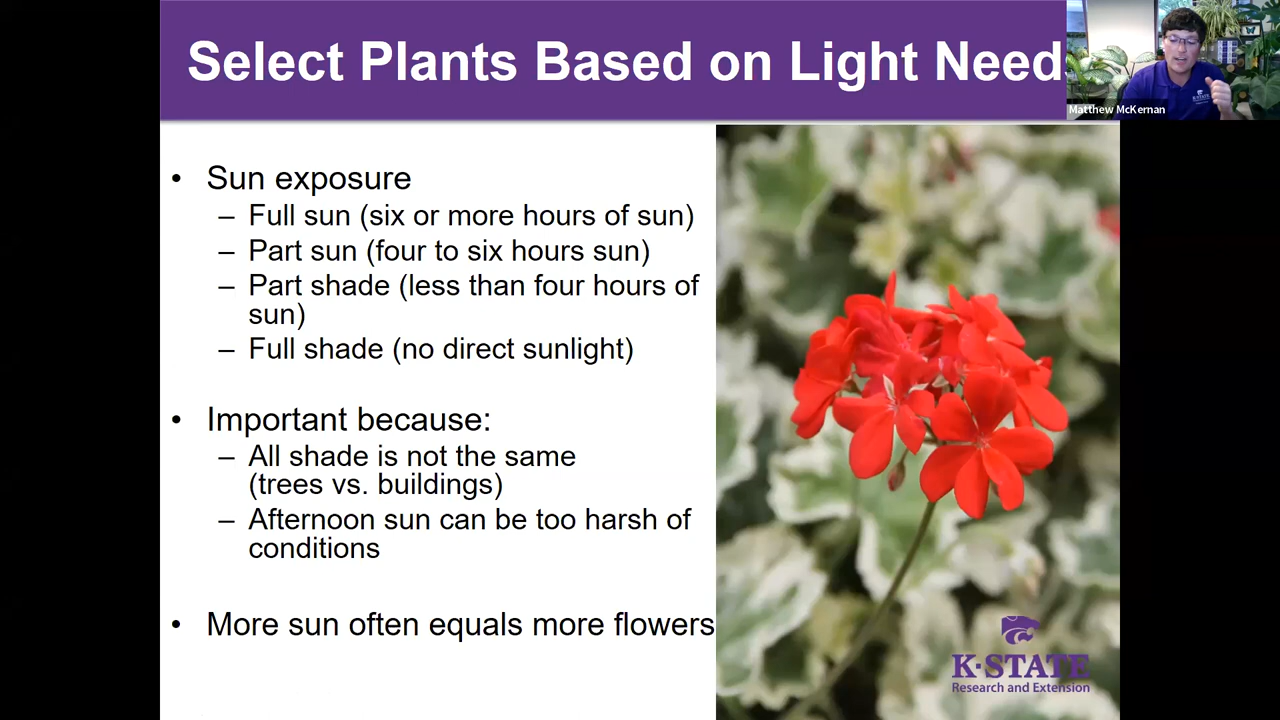 Select Plants Based on Light Need
K-STATE
Matthew McKernan
• Sun exposure
– Full sun (six or more hours of sun)
– Part sun (four to six hours sun)
– Part shade (less than four hours of
sun)
– Full shade (no direct sunlight)
• Important because:
– All shade is not the same
(trees vs. buildings)
– Afternoon sun can be too harsh of
conditions
• More sun often equals more flowers
K-STATE
Research and Extension